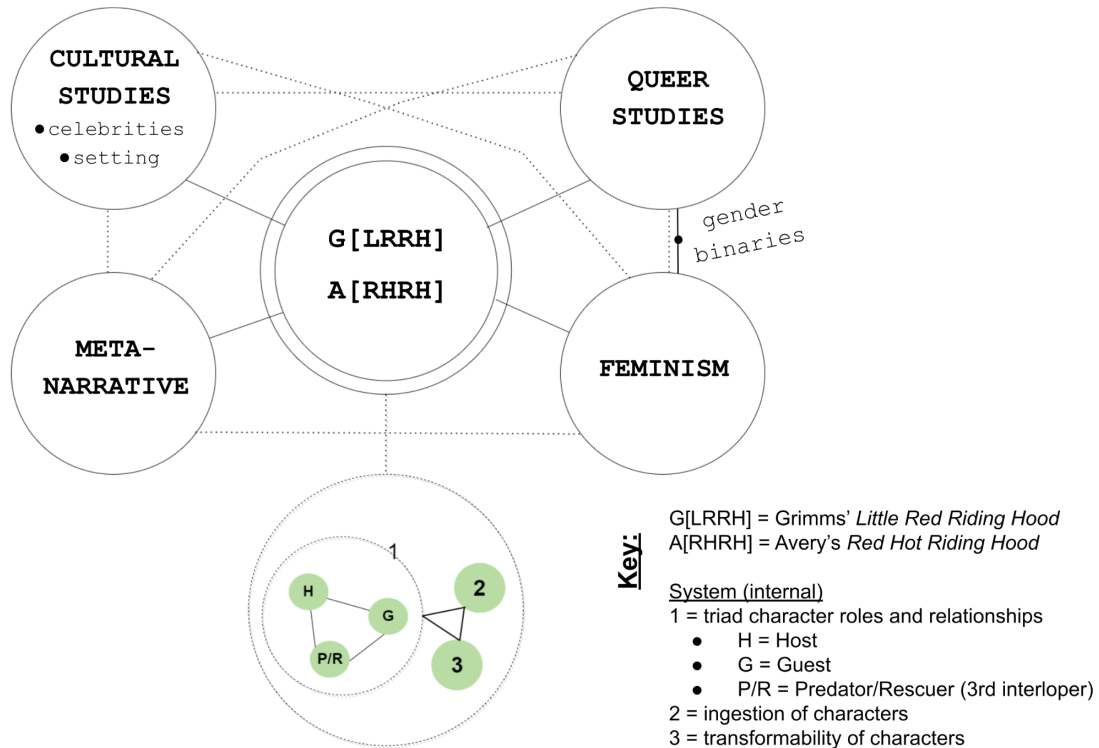 CULTURAL
STUDIES
●celebrities
●setting
QUEER
STUDIES
gender
binaries
G[LRRH]
A[RHRH]
META-
NARRATIVE
FEMINISM
1
H
G
P/R
2
3
Key:
G[LRRH] = Grimms' Little Red Riding Hood
A[RHRH] = Avery's Red Hot Riding Hood
System (internal)
1 = triad character roles and relationships
● H = Host
● G = Guest
● P/R = Predator/Rescuer (3rd interloper)
2 = ingestion of characters
3 = transformability of characters